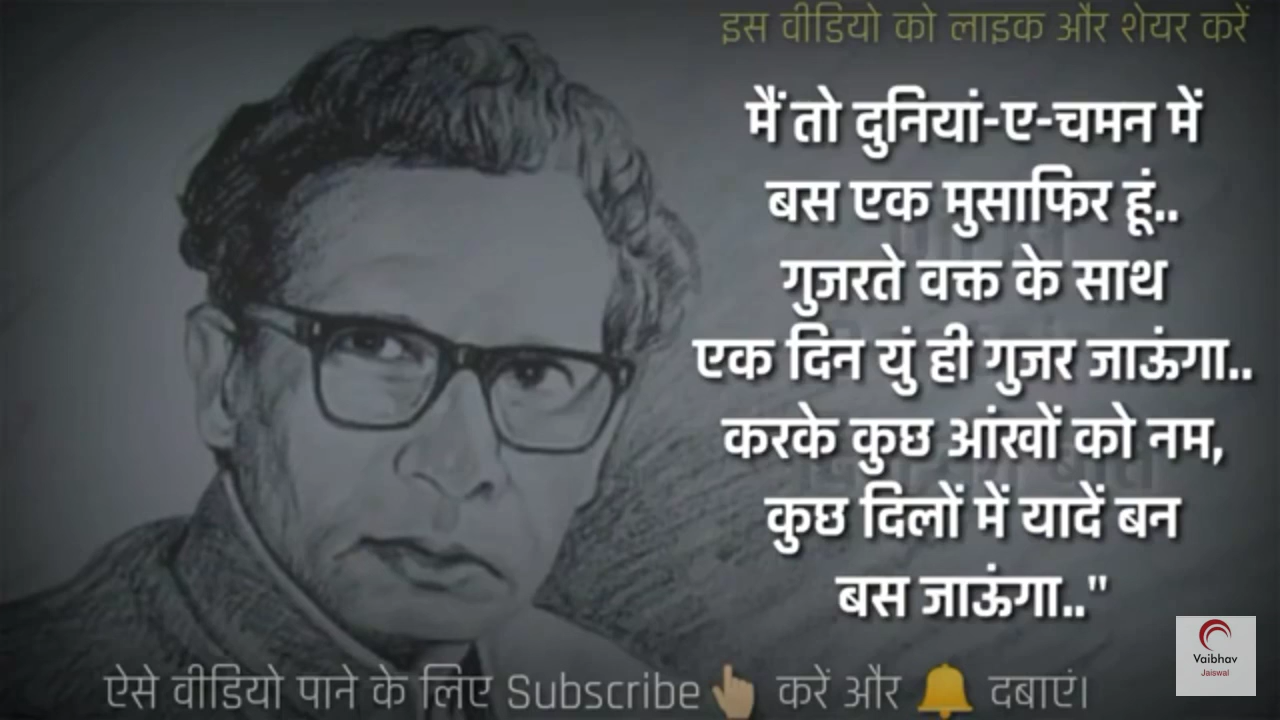 इस वीडियो को लाइक और शेयर करें
मैं तो दुनियां-ए-चमन में
बस एक मुसाफिर हूं..
गुजरते वक्त के साथ
एक दिन युं ही गुजर जाऊंगा..
करके कुछ आंखों को नम,
कुछ दिलों में यादें बन
बस जाऊंगा.."
Vaibhav
Jaiswal
ऐसे वीडियो पाने के लिए Subscribe👆 करें और 🔔 दबाएं।